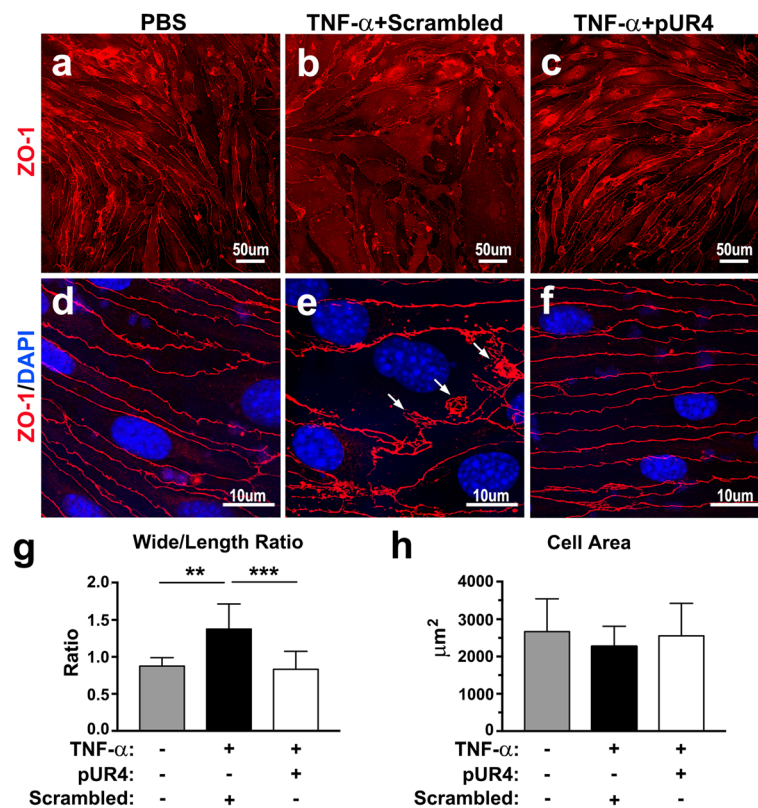 PBS TNF-α+Scrambled TNF-α+pUR4
a b c
ZO-1
50um 50um 50um
d e f
ZO-1/DAPI
10um 10um 10um
g Wide/Length Ratio
** ***
2.0
1.5
1.0
0.5
0.0
Ratio
TNF-α: - + +
pUR4: - - +
Scrambled: - + -
h Cell Area
4000
3000
2000
1000
0
μm2
TNF-α: - + +
pUR4: - - +
Scrambled: - + -